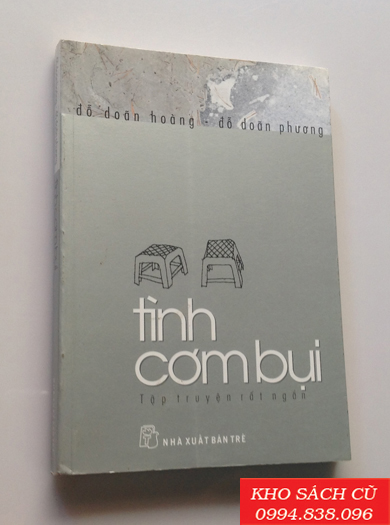 đỗ doãn hoàng • đỗ doãn phương
tình
cơm bụi
Tập truyện rất ngắn
NHÀ XUẤT BẢN TRẺ
KHO SÁCH CŨ
0994.838.096